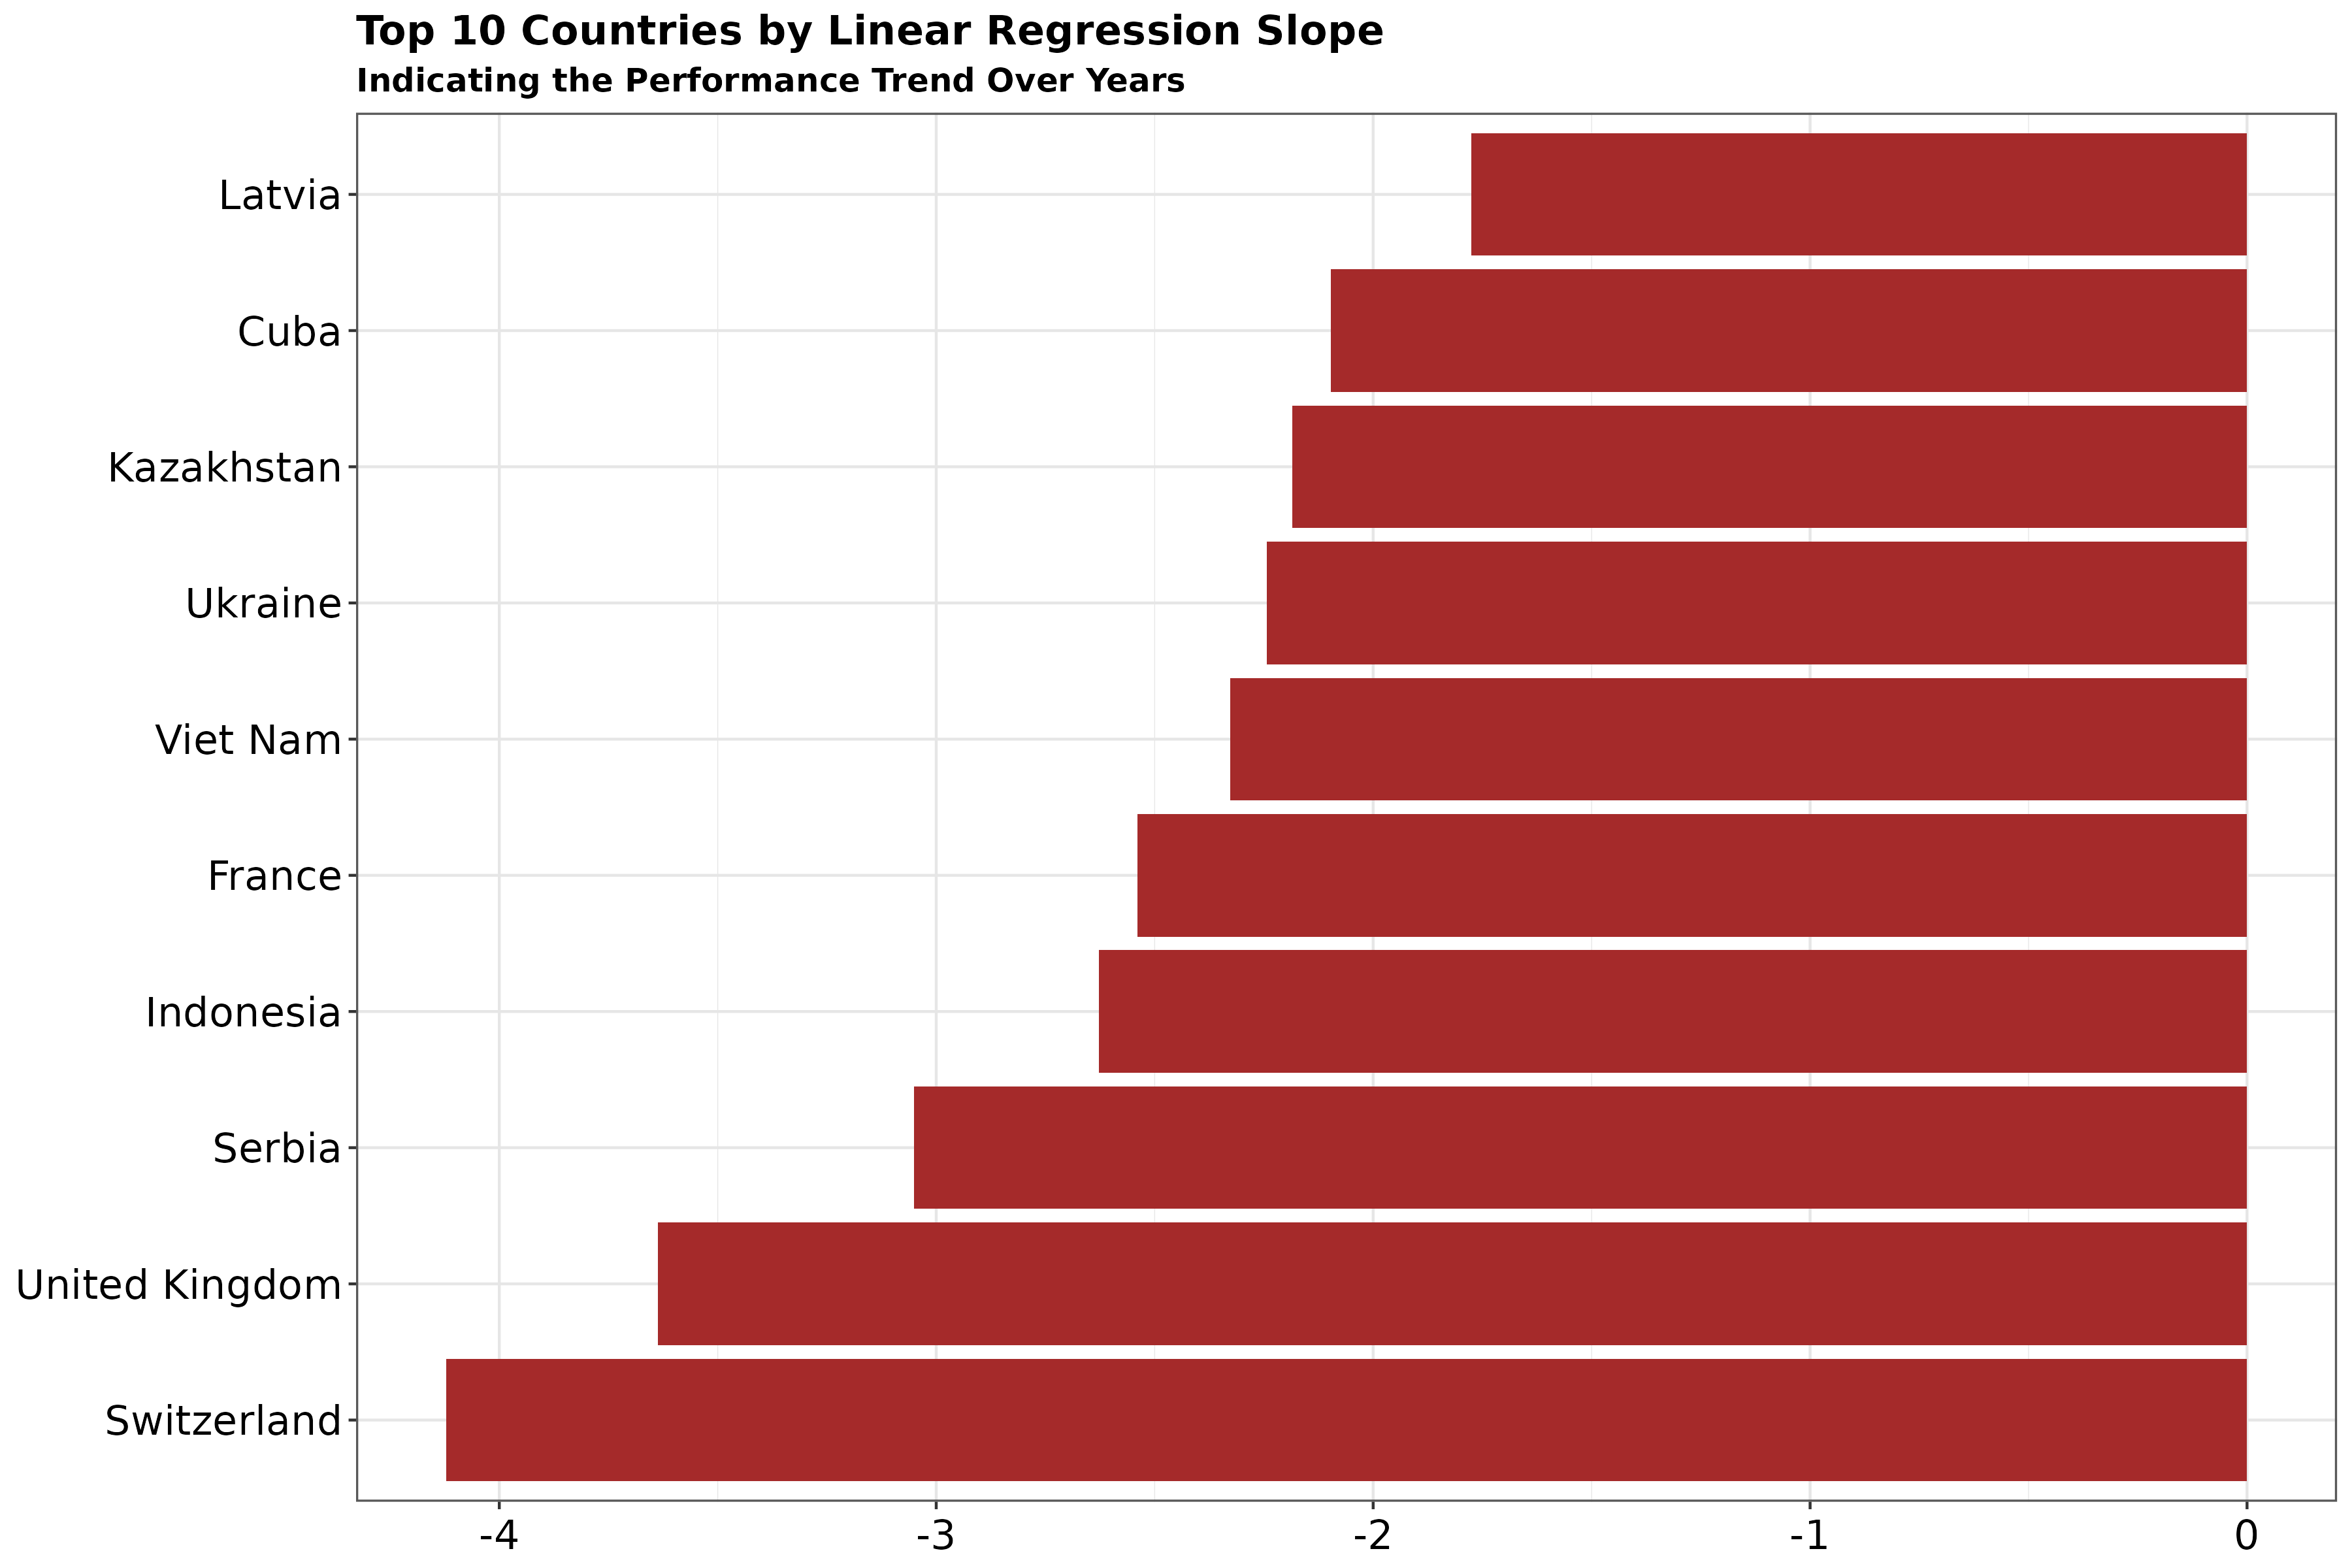 Top 10 Countries by Linear Regression Slope
Indicating the Performance Trend Over Years
Latvia
Cuba
Kazakhstan
Ukraine
Viet Nam
France
Indonesia
Serbia
United Kingdom
Switzerland
-4 -3 -2 -1 0